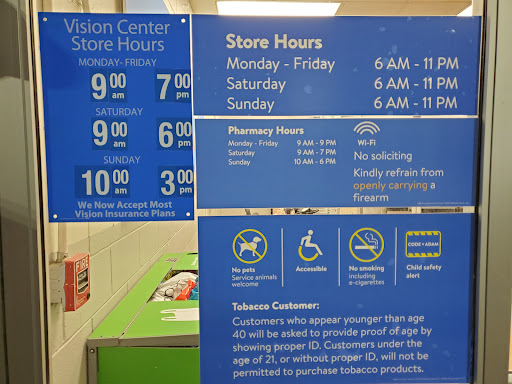 Vision Center
Store Hours
MONDAY- FRIDAY
9 00 am 7 00 pm
SATURDAY
9 00 am 6 00 pm
SUNDAY
10 00 am 3 00 pm
We Now Accept Most
Vision Insurance Plans
Store Hours
Monday - Friday 6 AM - 11 PM
Saturday 6 AM - 11 PM
Sunday 6 AM - 11 PM
Pharmacy Hours
Monday - Friday 9 AM - 9 PM
Saturday 9 AM - 7 PM
Sunday 10 AM - 6 PM
Wi-Fi
No soliciting
Kindly refrain from
openly carrying a
firearm
No pets
Service animals
welcome
Accessible
No smoking
including
e-cigarettes
CODE ADAM
Child safety
alert
Tobacco Customer:
Customers who appear younger than age
40 will be asked to provide proof of age by
showing proper ID. Customers under the
age of 21, or without proper ID, will not be
permitted to purchase tobacco products.
FIRE